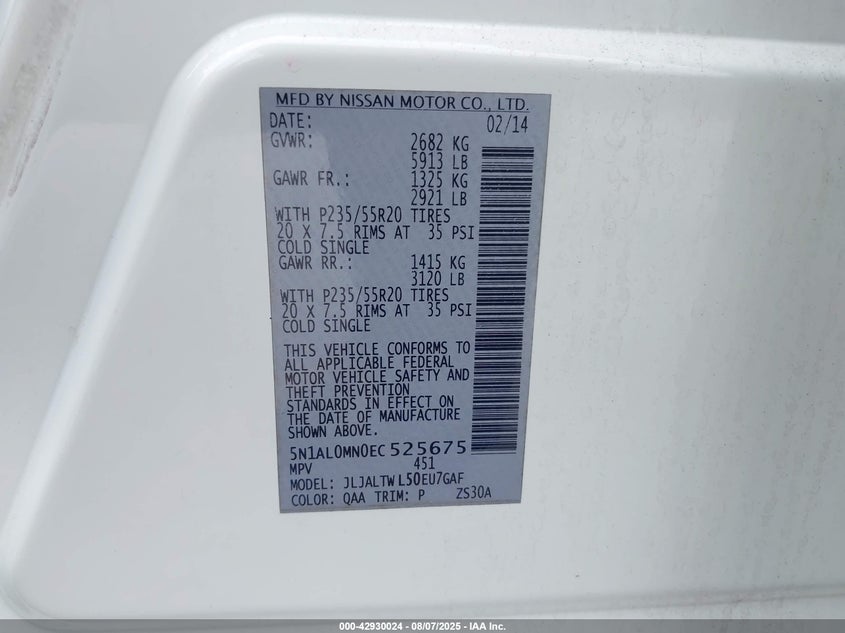 MFD BY NISSAN MOTOR CO., LTD.
DATE: 02/14
GVWR: 2682 KG
5913 LB
GAWR FR.: 1325 KG
2921 LB
WITH P235/55R20 TIRES
20 X 7.5 RIMS AT 35 PSI
COLD SINGLE
GAWR RR.: 1415 KG
3120 LB
WITH P235/55R20 TIRES
20 X 7.5 RIMS AT 35 PSI
COLD SINGLE
THIS VEHICLE CONFORMS TO
ALL APPLICABLE FEDERAL
MOTOR VEHICLE SAFETY AND
THEFT PREVENTION
STANDARDS IN EFFECT ON
THE DATE OF MANUFACTURE
SHOWN ABOVE.
5N1AL0MN0EC525675
MPV 451
MODEL: JLJALTWL50EU7GAF
COLOR: QAA TRIM: P ZS30A
000-42930024 - 08/07/2025 - IAA Inc.